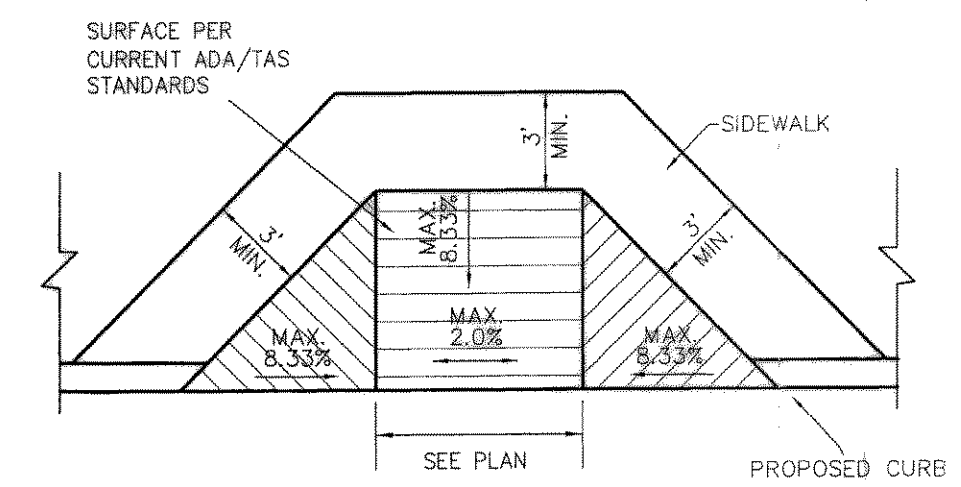 SURFACE PER
CURRENT ADA/TAS
STANDARDS
SIDEWALK
3'
MIN.
3'
MIN.
3'
MIN.
MAX.
8.33%
MAX.
2.0%
MAX.
8.33%
MAX.
8.33%
SEE PLAN
PROPOSED CURB